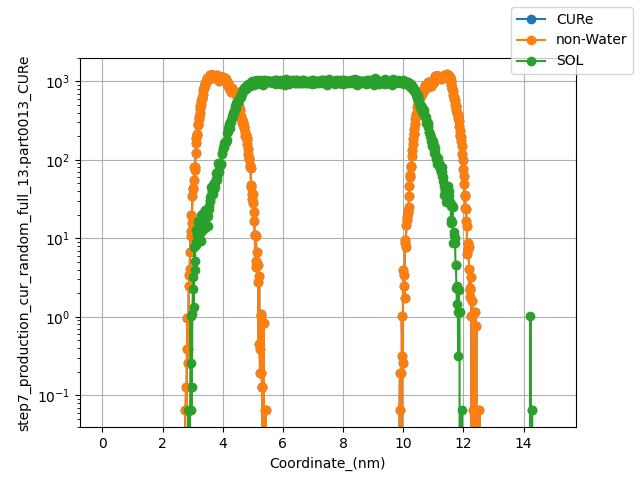 CURe
non-Water
SOL
step7_production_cur_random_full_13.part0013_CURe
10³
10²
10¹
10⁰
10⁻¹
0 2 4 6 8 10 12 14
Coordinate_(nm)